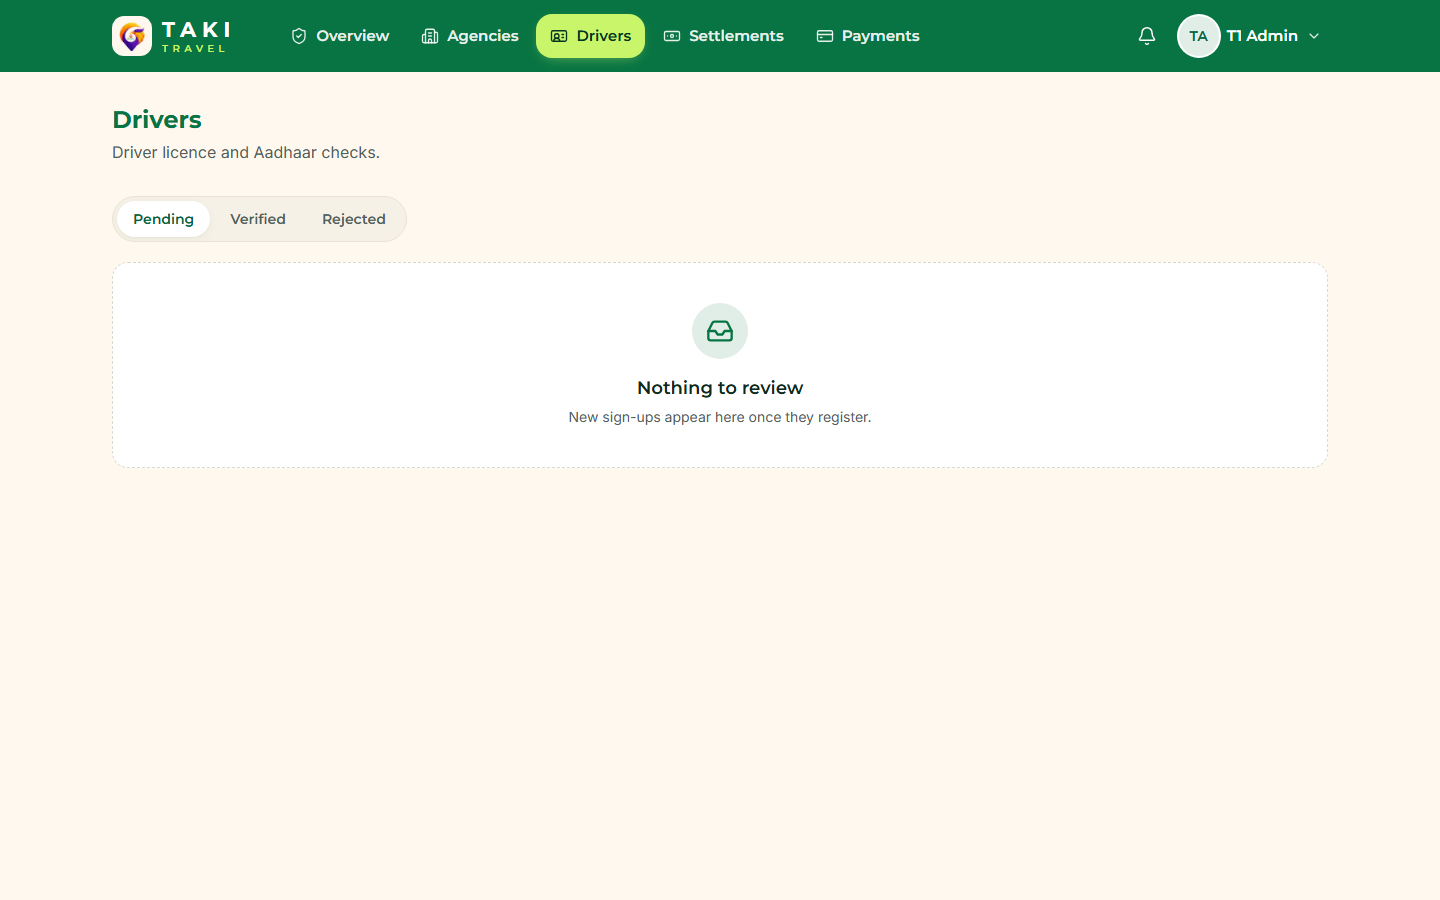 TAKI
TRAVEL
Overview
Agencies
Drivers
Settlements
Payments
TA
T1 Admin
Drivers
Driver licence and Aadhaar checks.
Pending
Verified
Rejected
Nothing to review
New sign-ups appear here once they register.